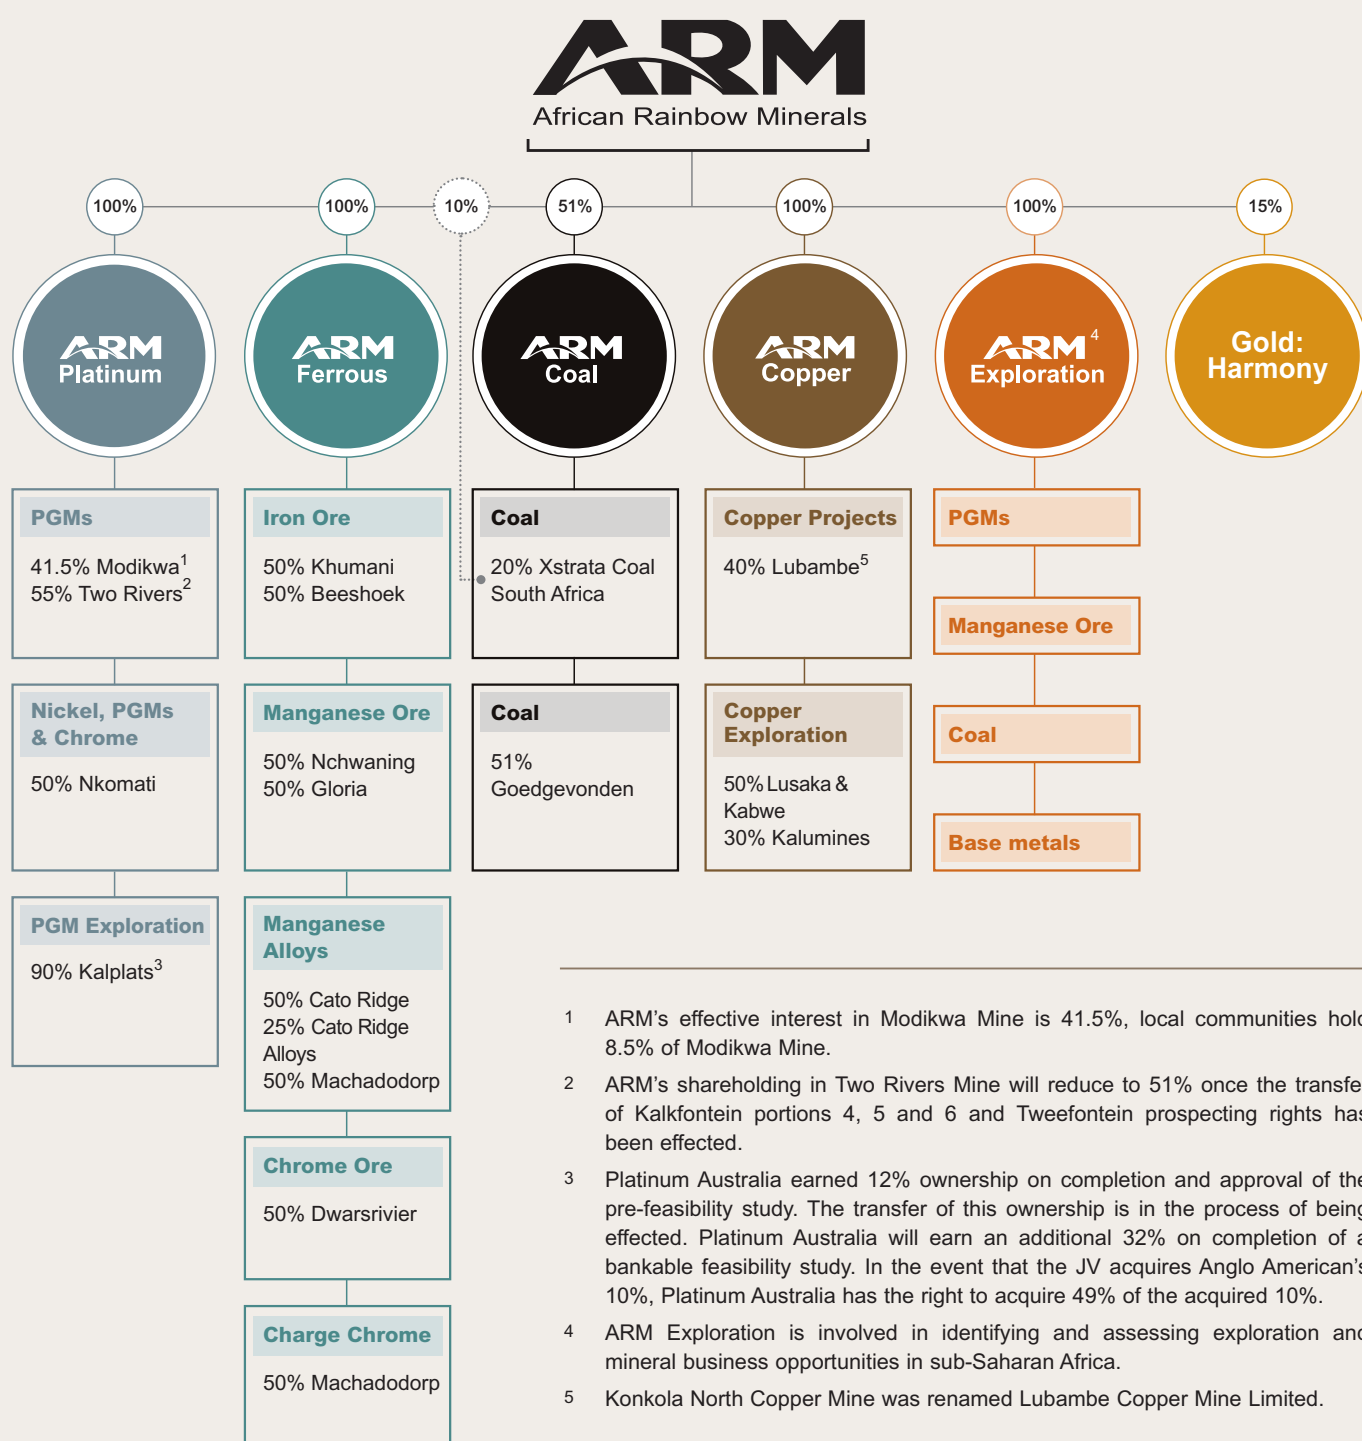 ARM
African Rainbow Minerals
100%
100%
10%
51%
100%
100%
15%
ARM
Platinum
ARM
Ferrous
ARM
Coal
ARM
Copper
ARM 4
Exploration
Gold:
Harmony
PGMs
41.5% Modikwa1
55% Two Rivers2
Nickel, PGMs
& Chrome
50% Nkomati
PGM Exploration
90% Kalplats3
Iron Ore
50% Khumani
50% Beeshoek
Manganese Ore
50% Nchwaning
50% Gloria
Manganese
Alloys
50% Cato Ridge
25% Cato Ridge
Alloys
50% Machadodorp
Chrome Ore
50% Dwarsrivier
Charge Chrome
50% Machadodorp
Coal
20% Xstrata Coal
South Africa
Coal
51%
Goedgevonden
Copper Projects
40% Lubambe5
Copper
Exploration
50% Lusaka &
Kabwe
30% Kalumines
PGMs
Manganese Ore
Coal
Base metals
1 ARM's effective interest in Modikwa Mine is 41.5%, local communities hold
8.5% of Modikwa Mine.
2 ARM's shareholding in Two Rivers Mine will reduce to 51% once the transfer
of Kalkfontein portions 4, 5 and 6 and Tweefontein prospecting rights has
been effected.
3 Platinum Australia earned 12% ownership on completion and approval of the
pre-feasibility study. The transfer of this ownership is in the process of being
effected. Platinum Australia will earn an additional 32% on completion of a
bankable feasibility study. In the event that the JV acquires Anglo American's
10%, Platinum Australia has the right to acquire 49% of the acquired 10%.
4 ARM Exploration is involved in identifying and assessing exploration and
mineral business opportunities in sub-Saharan Africa.
5 Konkola North Copper Mine was renamed Lubambe Copper Mine Limited.